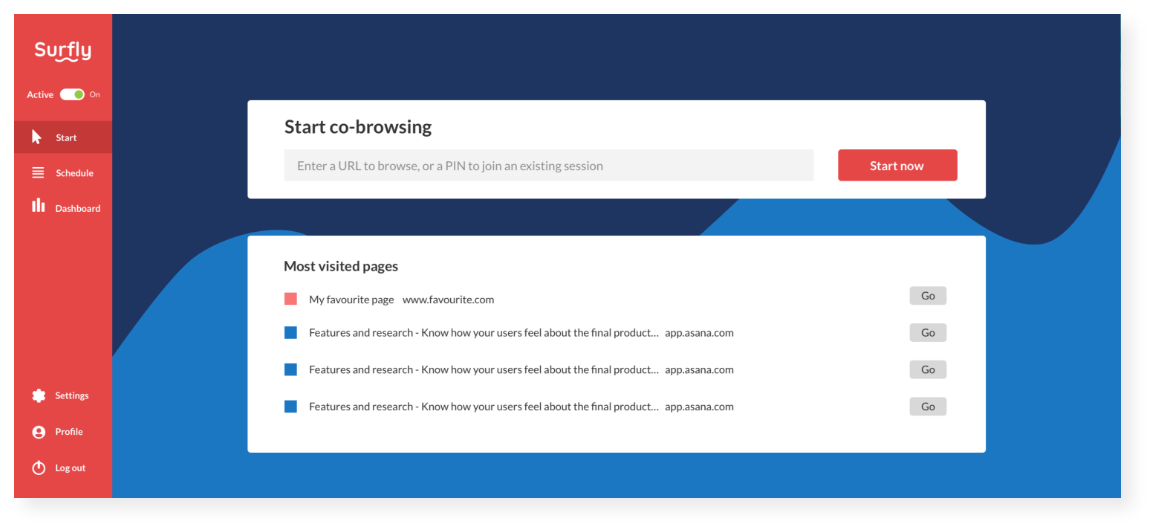 Surfly
Active On
Start
Schedule
Dashboard
Settings
Profile
Log out
Start co-browsing
Enter a URL to browse, or a PIN to join an existing session
Start now
Most visited pages
My favourite page www.favourite.com Go
Features and research - Know how your users feel about the final product... app.asana.com Go
Features and research - Know how your users feel about the final product... app.asana.com Go
Features and research - Know how your users feel about the final product... app.asana.com Go